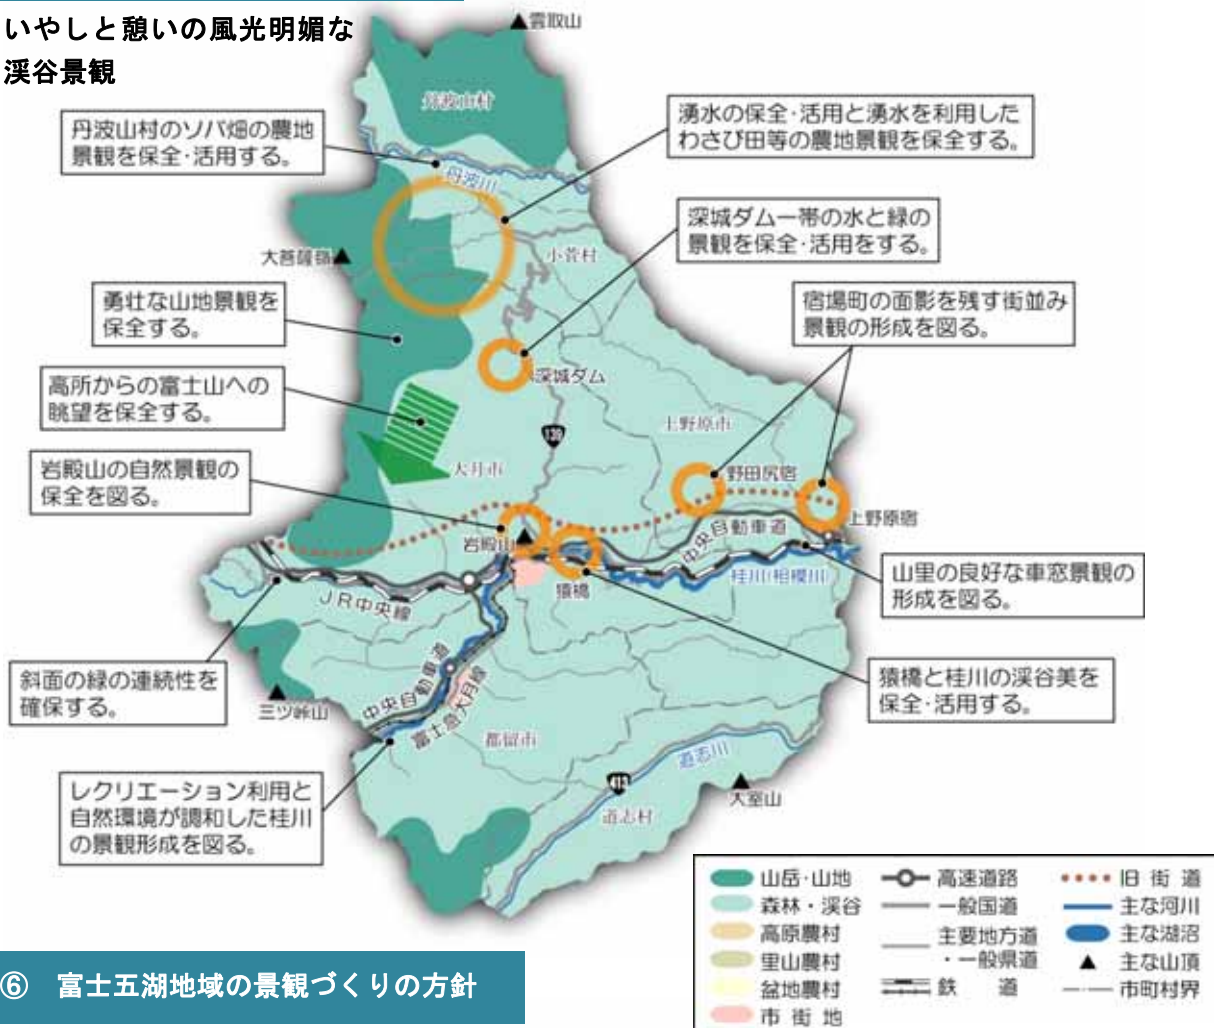 いやしと憩いの風光明媚な
渓谷景観
雲取山
丹波山村
丹波山村のソバ畑の農地
景観を保全・活用する。
湧水の保全・活用と湧水を利用した
わさび田等の農地景観を保全する。
丹波川
深城ダム一帯の水と緑の
景観を保全・活用をする。
小菅村
大菩薩嶺
勇壮な山地景観を
保全する。
宿場町の面影を残す街並み
景観の形成を図る。
深城ダム
高所からの富士山への
眺望を保全する。
上野原市
139
大月市
岩殿山の自然景観の
保全を図る。
野田尻宿
上野原宿
中央自動車道
岩殿山
桂川(相模川)
山里の良好な車窓景観の
形成を図る。
猿橋
JR中央線
斜面の緑の連続性を
確保する。
猿橋と桂川の渓谷美を
保全・活用する。
三ツ峠山
中央自動車道
富士急大月線
都留市
道志川
413
大室山
道志村
レクリエーション利用と
自然環境が調和した桂川
の景観形成を図る。
山岳・山地
森林・渓谷
高原農村
里山農村
盆地農村
市街地
高速道路
一般国道
主要地方道
・一般県道
鉄道
旧街道
主な河川
主な湖沼
主な山頂
市町村界
⑥ 富士五湖地域の景観づくりの方針